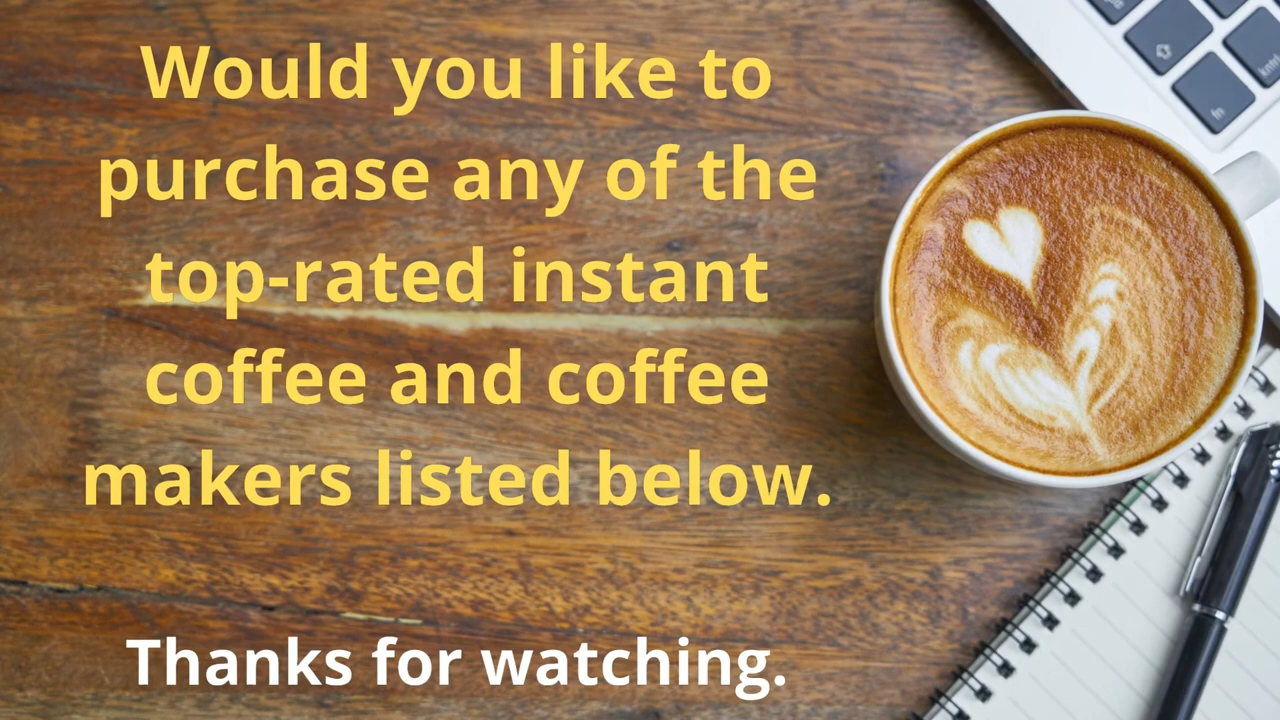 Would you like to
purchase any of the
top-rated instant
coffee and coffee
makers listed below.
Thanks for watching.
fn